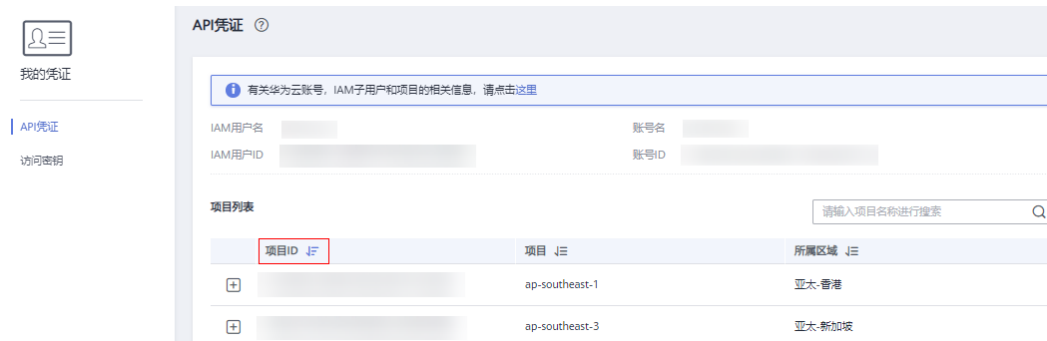 API凭证
我的凭证
API凭证
访问密钥
有关华为云账号，IAM子用户和项目的相关信息，请点击这里
IAM用户名
账号名
IAM用户ID
账号ID
项目列表
请输入项目名称进行搜索
项目ID 项目 所属区域
ap-southeast-1 亚太-香港
ap-southeast-3 亚太-新加坡